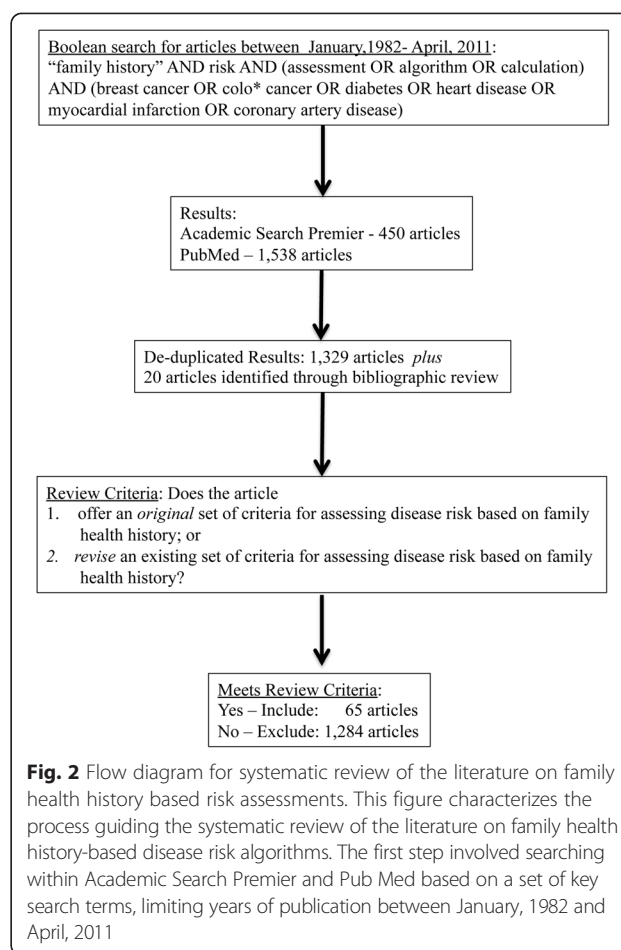 Boolean search for articles between January,1982- April, 2011:
“family history” AND risk AND (assessment OR algorithm OR calculation)
AND (breast cancer OR colo* cancer OR diabetes OR heart disease OR
myocardial infarction OR coronary artery disease)
Results:
Academic Search Premier - 450 articles
PubMed – 1,538 articles
De-duplicated Results: 1,329 articles plus
20 articles identified through bibliographic review
Review Criteria: Does the article
1. offer an original set of criteria for assessing disease risk based on family
health history; or
2. revise an existing set of criteria for assessing disease risk based on family
health history?
Meets Review Criteria:
Yes – Include: 65 articles
No – Exclude: 1,284 articles
Fig. 2 Flow diagram for systematic review of the literature on family
health history based risk assessments. This figure characterizes the
process guiding the systematic review of the literature on family health
history-based disease risk algorithms. The first step involved searching
within Academic Search Premier and Pub Med based on a set of key
search terms, limiting years of publication between January, 1982 and
April, 2011